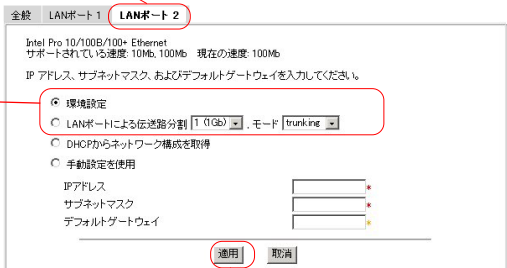 全般 LANポート 1 LANポート 2
Intel Pro 10/100B/100+ Ethernet
サポートされている速度: 10Mb, 100Mb 現在の速度: 100Mb
IP アドレス、サブネットマスク、およびデフォルトゲートウェイを入力してください。
環境設定
LANポートによる伝送路分割 1 (1Gb) , モード trunking
DHCPからネットワーク構成を取得
手動設定を使用
IPアドレス *
サブネットマスク *
デフォルトゲートウェイ *
適用 取消